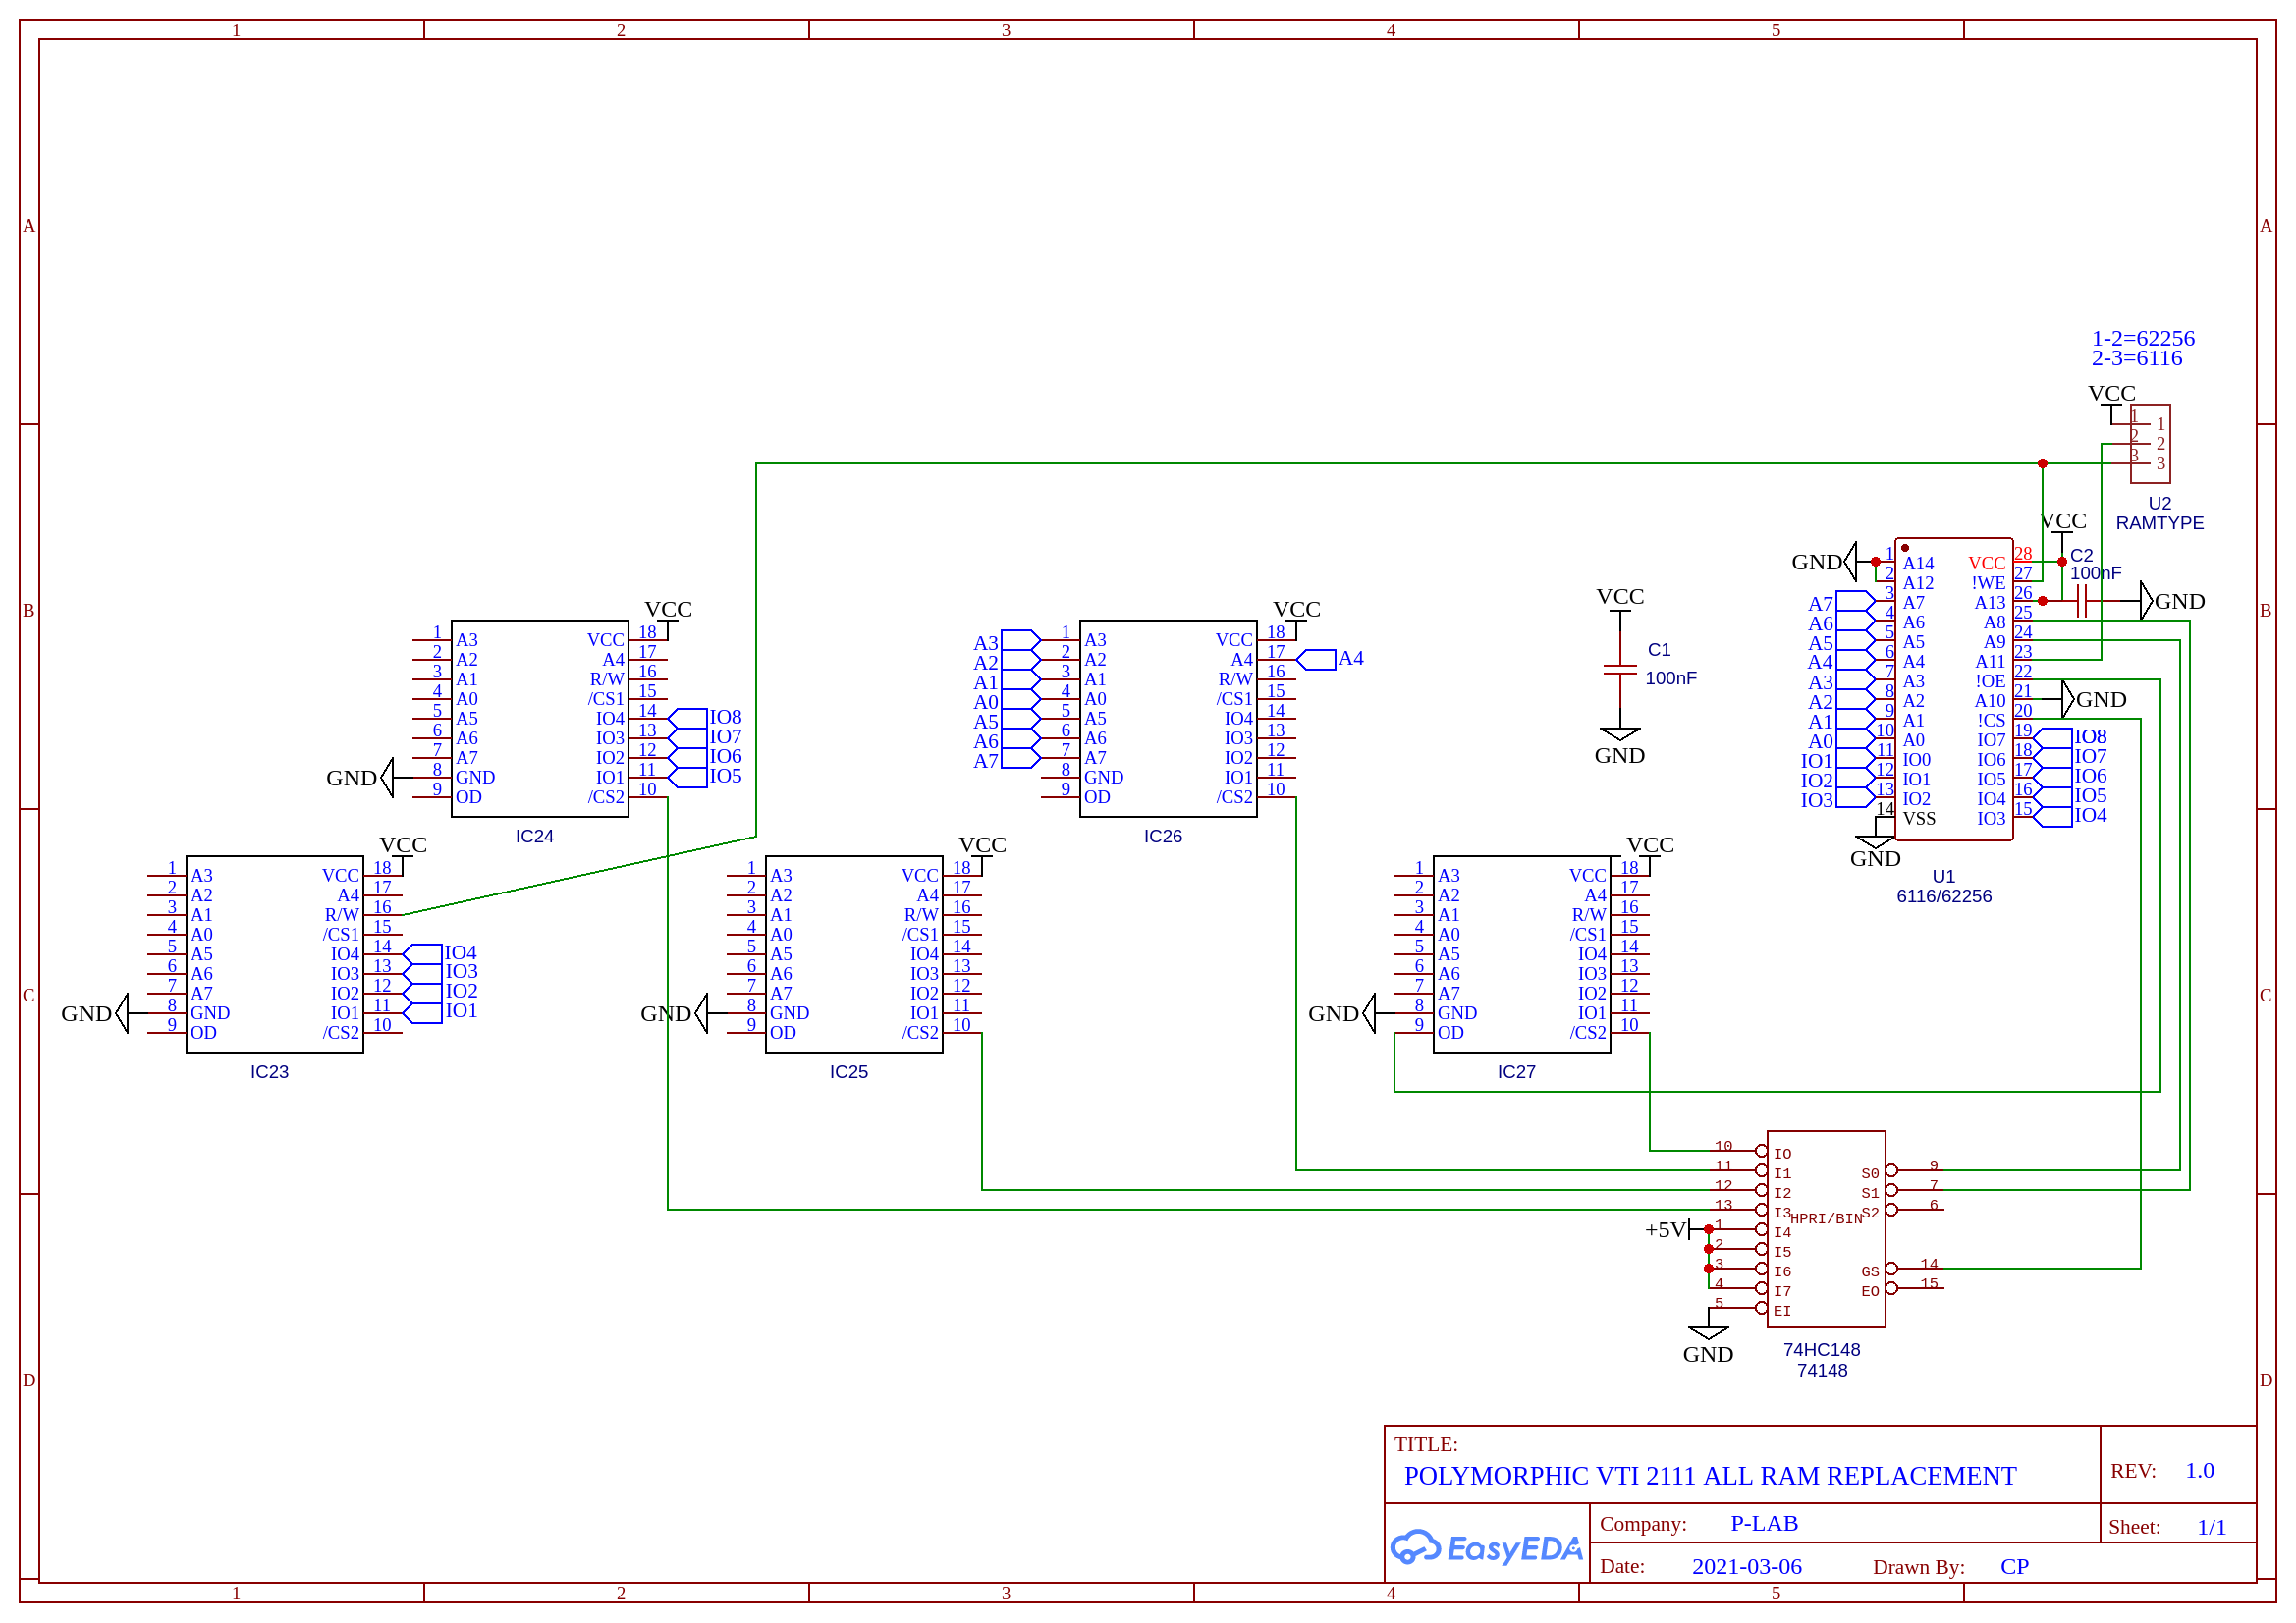 1 2 3 4 5
A A
B B
C C
D D
1-2=62256
2-3=6116
VCC
1 1
2 2
3 3
U2
RAMTYPE
VCC
C2
100nF
GND
GND
1 A14 VCC 28
2 A12 !WE 27
A7 3 A7 A13 26
A6 4 A6 A8 25
A5 5 A5 A9 24
A4 6 A4 A11 23
A3 7 A3 !OE 22
A2 8 A2 A10 21 GND
A1 9 A1 !CS 20
A0 10 A0 IO7 19 IO8
IO1 11 IO0 IO6 18 IO7
IO2 12 IO1 IO5 17 IO6
IO3 13 IO2 IO4 16 IO5
14 VSS IO3 15 IO4
GND
U1
6116/62256
VCC
C1
100nF
GND
VCC
1 A3 VCC 18
2 A2 A4 17
3 A1 R/W 16
4 A0 /CS1 15
5 A5 IO4 14 IO8
6 A6 IO3 13 IO7
7 A7 IO2 12 IO6
GND 8 GND IO1 11 IO5
9 OD /CS2 10
IC24
VCC
A3 1 A3 VCC 18
A2 2 A2 A4 17 A4
A1 3 A1 R/W 16
A0 4 A0 /CS1 15
A5 5 A5 IO4 14
A6 6 A6 IO3 13
A7 7 A7 IO2 12
8 GND IO1 11
9 OD /CS2 10
IC26
VCC
1 A3 VCC 18
2 A2 A4 17
3 A1 R/W 16
4 A0 /CS1 15
5 A5 IO4 14 IO4
6 A6 IO3 13 IO3
7 A7 IO2 12 IO2
GND 8 GND IO1 11 IO1
9 OD /CS2 10
IC23
VCC
1 A3 VCC 18
2 A2 A4 17
3 A1 R/W 16
4 A0 /CS1 15
5 A5 IO4 14
6 A6 IO3 13
7 A7 IO2 12
GND 8 GND IO1 11
9 OD /CS2 10
IC25
VCC
1 A3 VCC 18
2 A2 A4 17
3 A1 R/W 16
4 A0 /CS1 15
5 A5 IO4 14
6 A6 IO3 13
7 A7 IO2 12
GND 8 GND IO1 11
9 OD /CS2 10
IC27
10 IO
11 I1 S0 9
12 I2 S1 7
13 I3 HPRI/BIN S2 6
+5V 1 I4
2 I5
3 I6 GS 14
4 I7 EO 15
5 EI
GND
74HC148
74148
TITLE:
POLYMORPHIC VTI 2111 ALL RAM REPLACEMENT
REV: 1.0
EasyEDA
Company: P-LAB
Sheet: 1/1
Date: 2021-03-06 Drawn By: CP
1 2 3 4 5